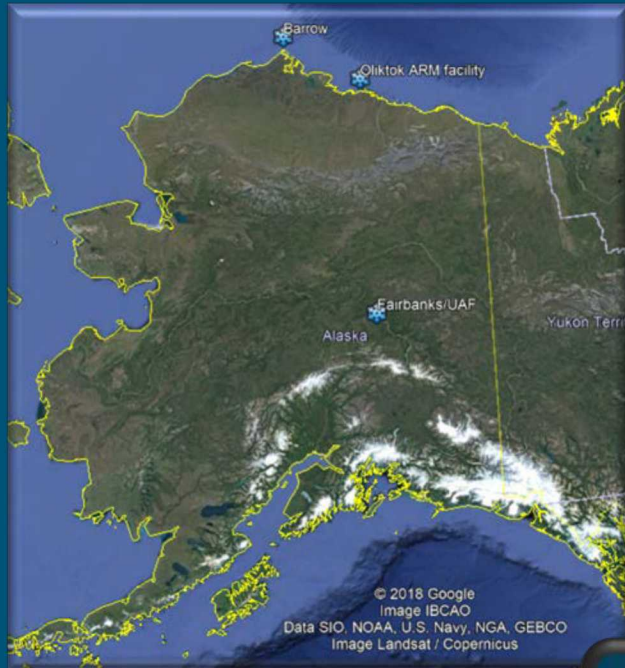 Barrow
Oliktok ARM facility
Fairbanks/UAF
Alaska
Yukon Terri
© 2018 Google
Image IBCAO
Data SIO, NOAA, U.S. Navy, NGA, GEBCO
Image Landsat / Copernicus